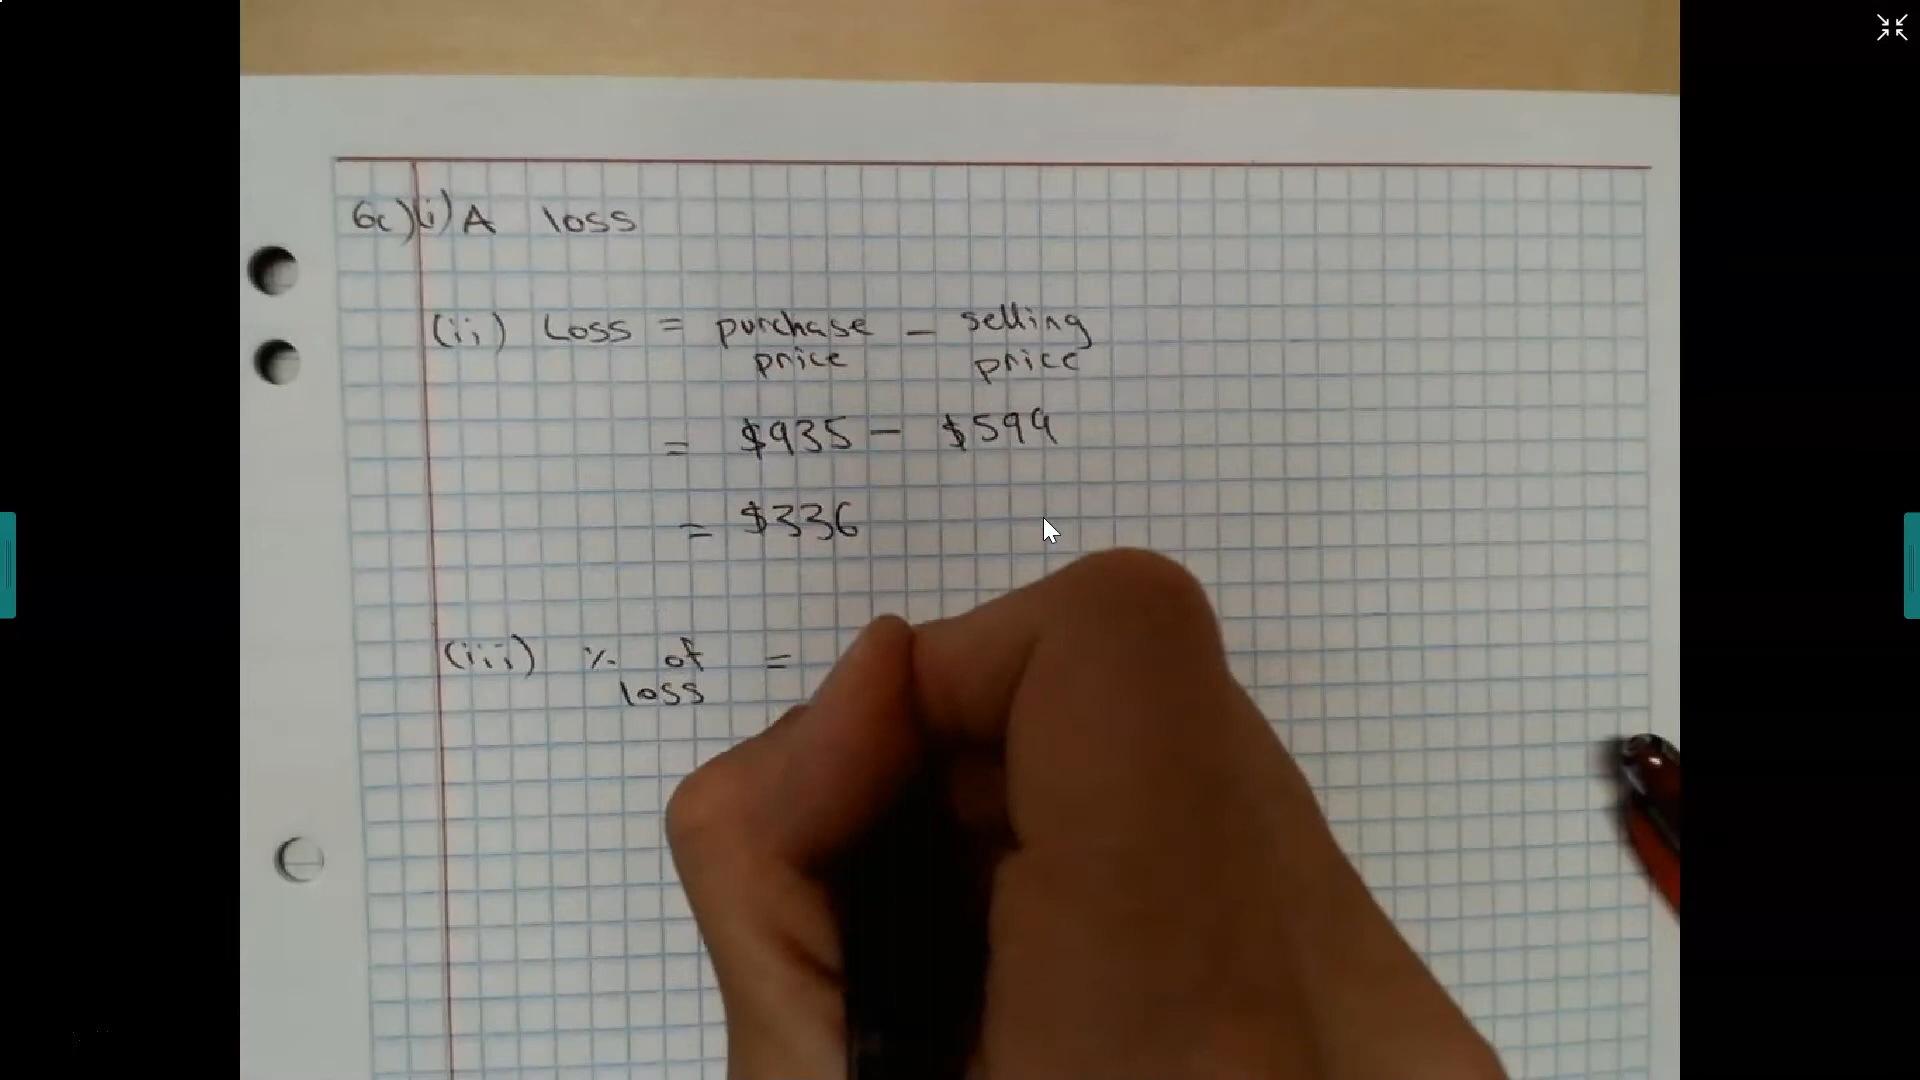 6c)(i) A loss
(ii) Loss = purchase price - selling price
= $935 - $599
= $336
(iii) % of loss =